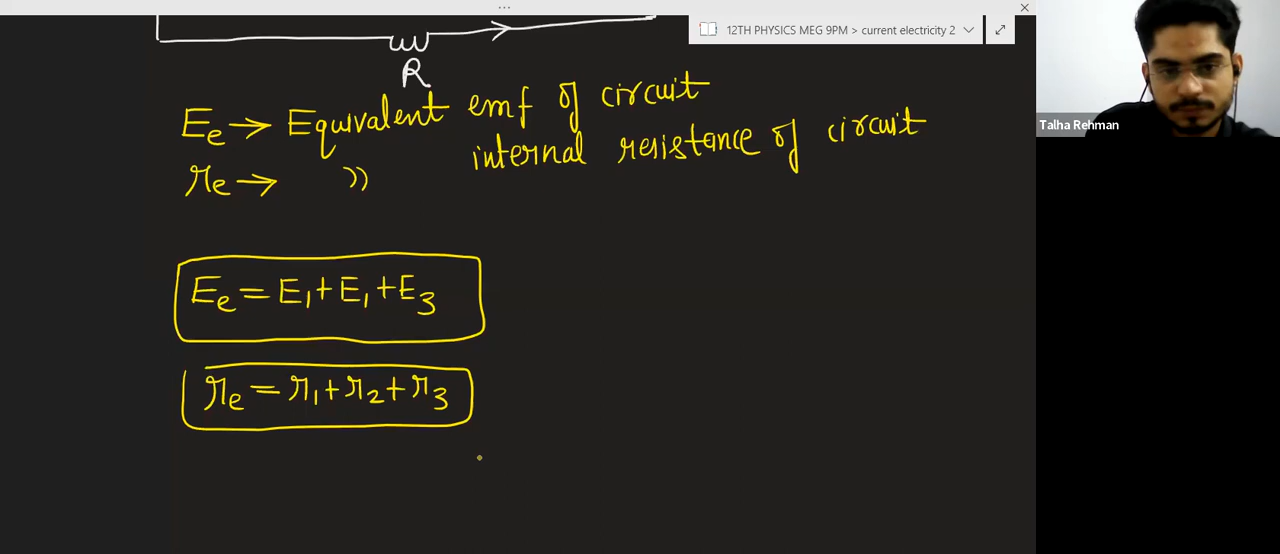 12TH PHYSICS MEG 9PM > current electricity 2
R
Ee → Equivalent emf of circuit
re → " internal resistance of circuit
Talha Rehman
Ee = E1 + E1 + E3
re = r1 + r2 + r3